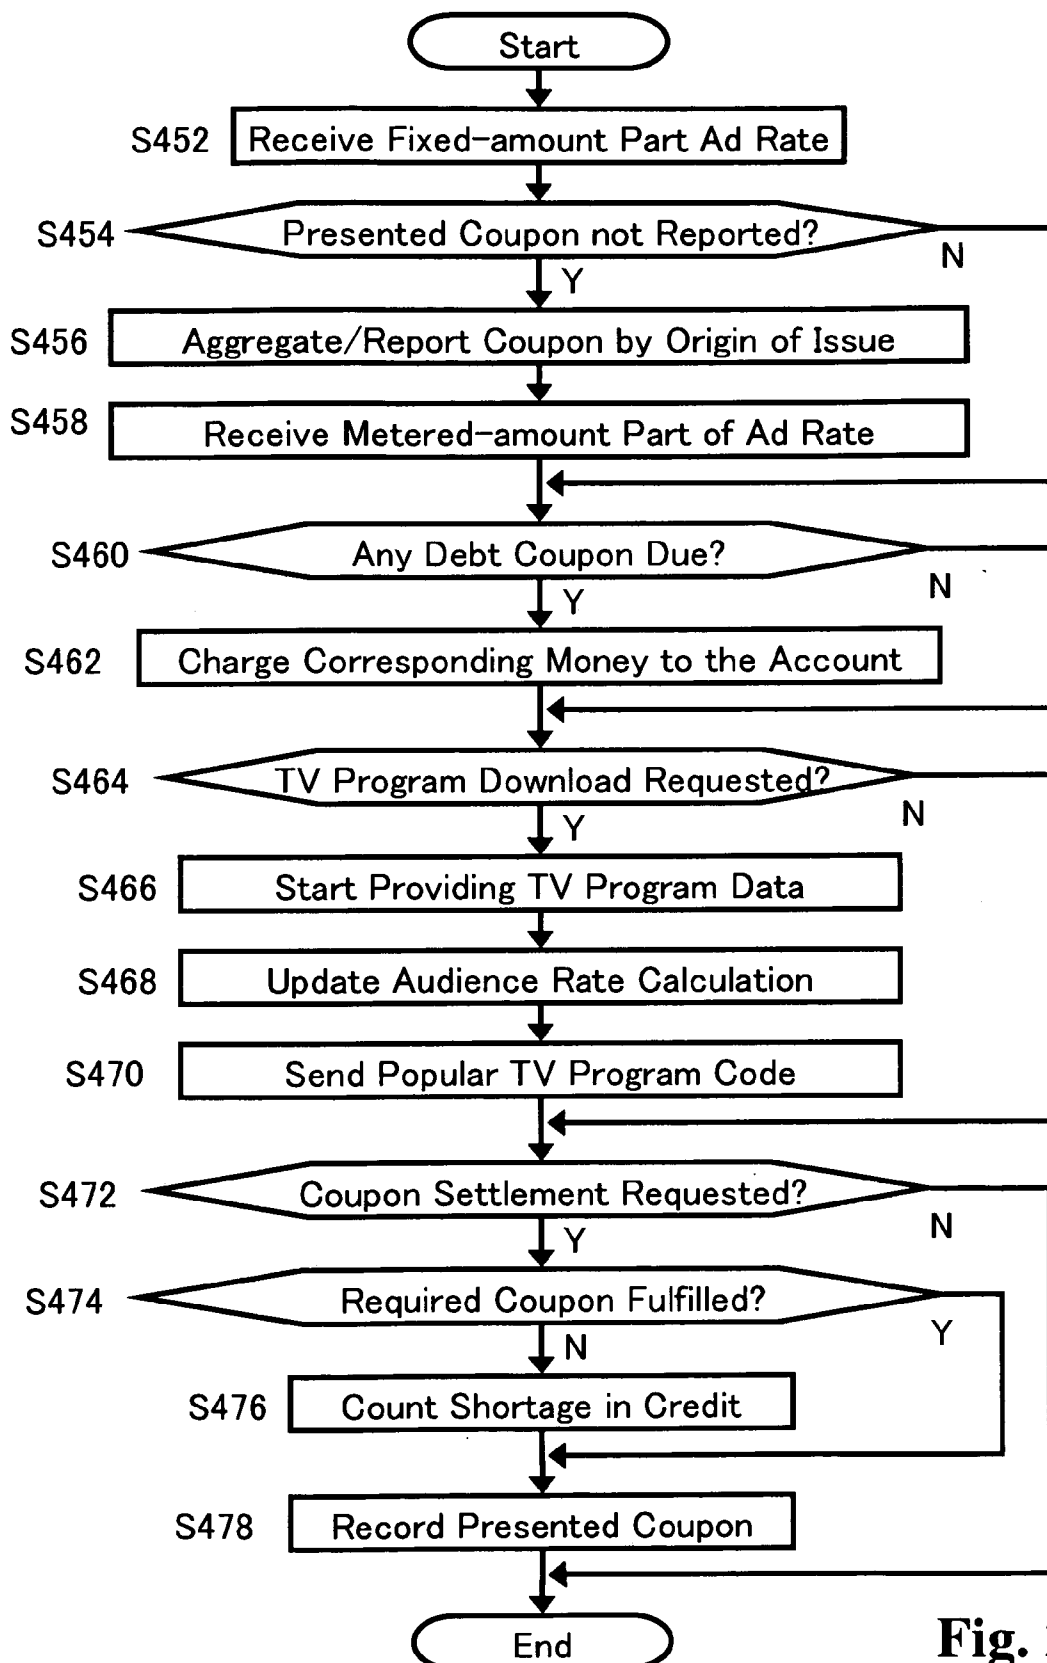 Start
S452 Receive Fixed-amount Part Ad Rate
S454 Presented Coupon not Reported?
N
Y
S456 Aggregate/Report Coupon by Origin of Issue
S458 Receive Metered-amount Part of Ad Rate
S460 Any Debt Coupon Due?
N
Y
S462 Charge Corresponding Money to the Account
S464 TV Program Download Requested?
N
Y
S466 Start Providing TV Program Data
S468 Update Audience Rate Calculation
S470 Send Popular TV Program Code
S472 Coupon Settlement Requested?
N
Y
S474 Required Coupon Fulfilled?
Y
N
S476 Count Shortage in Credit
S478 Record Presented Coupon
End
Fig.